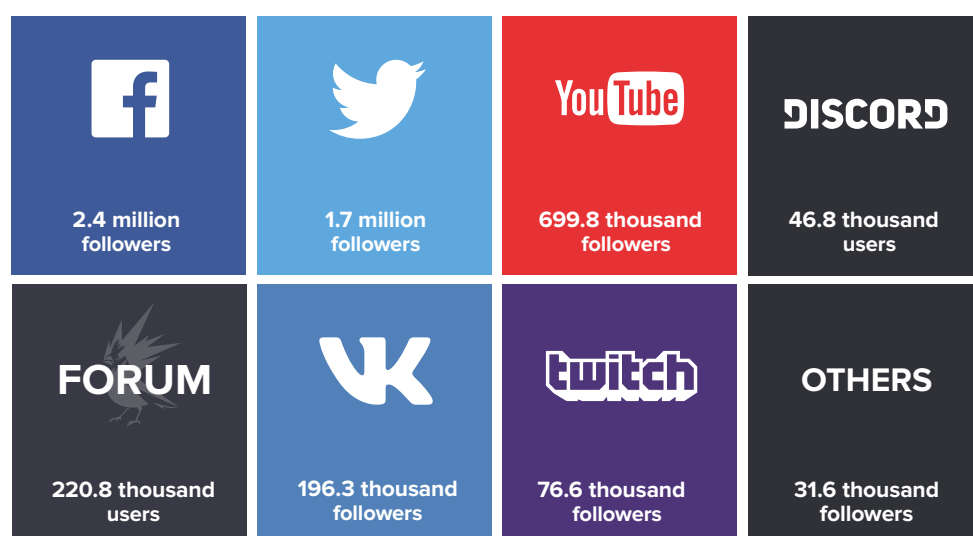 f
2.4 million
followers
1.7 million
followers
YouTube
699.8 thousand
followers
DISCORD
46.8 thousand
users
FORUM
220.8 thousand
users
VK
196.3 thousand
followers
twitch
76.6 thousand
followers
OTHERS
31.6 thousand
followers